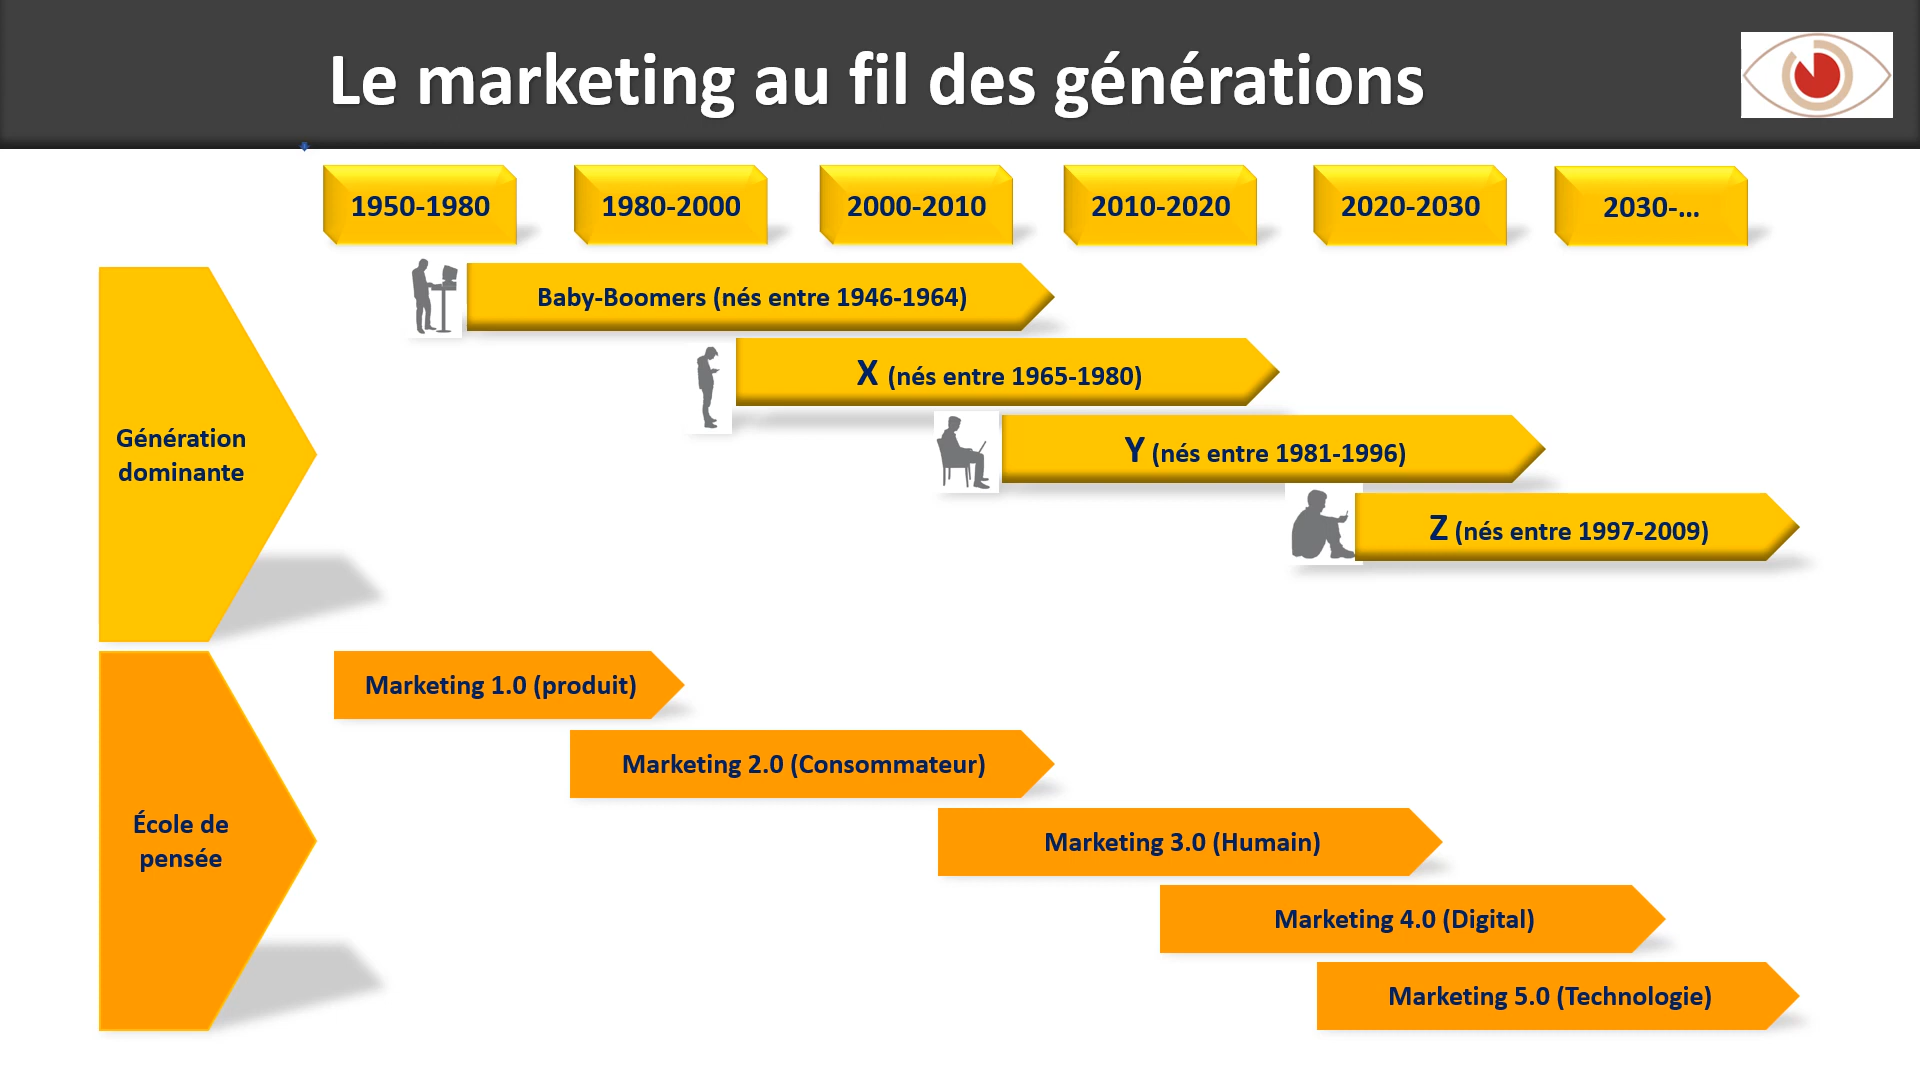 Le marketing au fil des générations
1950-1980
1980-2000
2000-2010
2010-2020
2020-2030
2030-...
Génération
dominante
Baby-Boomers (nés entre 1946-1964)
X (nés entre 1965-1980)
Y (nés entre 1981-1996)
Z (nés entre 1997-2009)
École de
pensée
Marketing 1.0 (produit)
Marketing 2.0 (Consommateur)
Marketing 3.0 (Humain)
Marketing 4.0 (Digital)
Marketing 5.0 (Technologie)